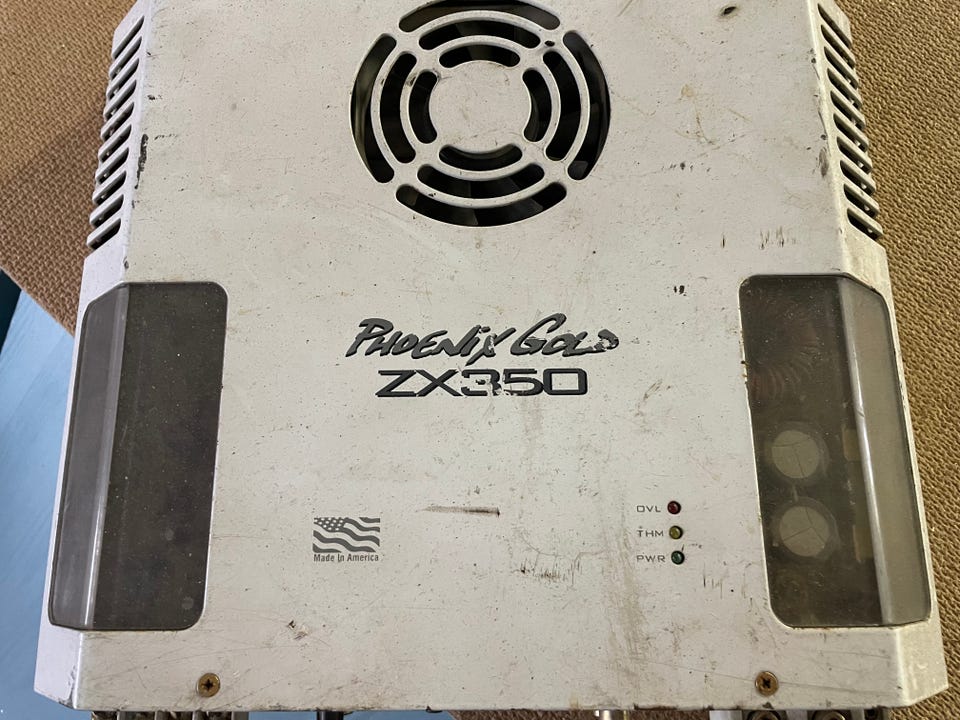 PHOENIX GOLD
ZX350
OVL
THM
PWR
Made In America